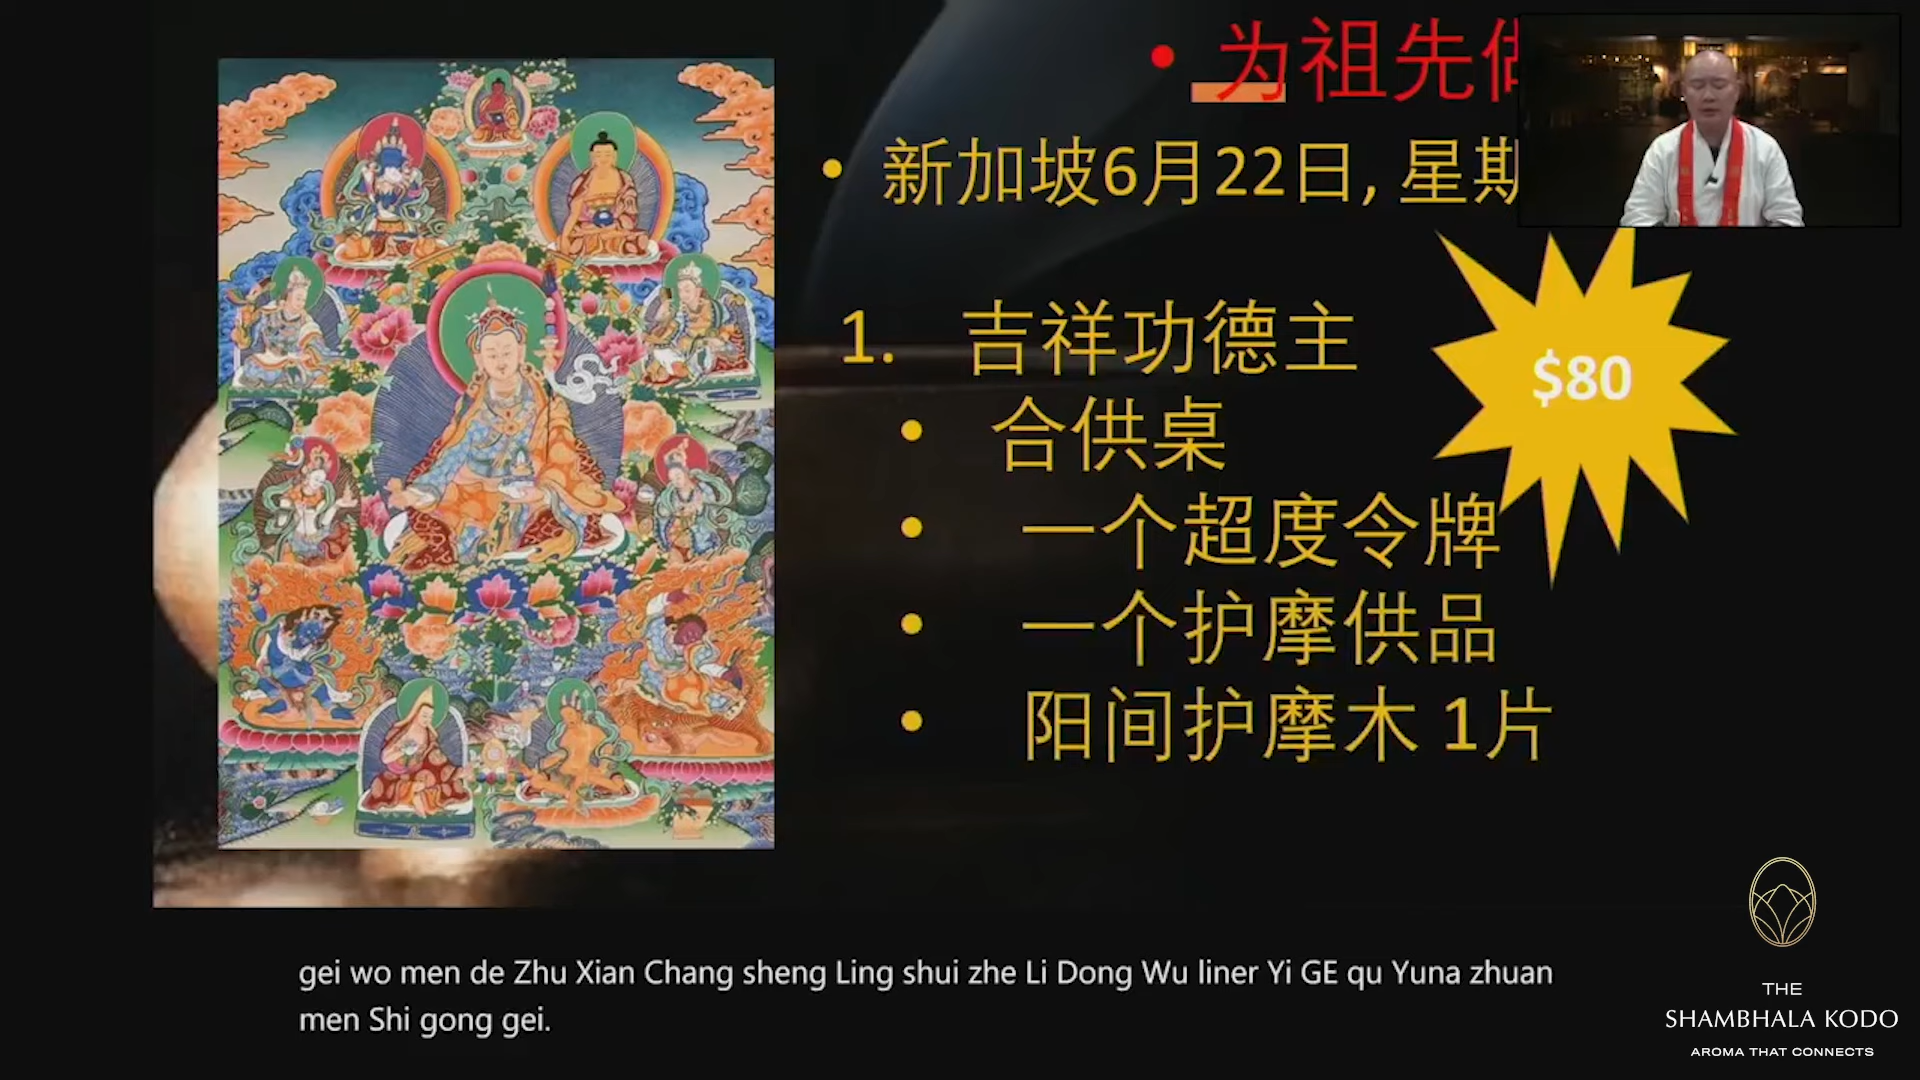 • 为祖先
• 新加坡6月22日, 星期
1. 吉祥功德主
• 合供桌
• 一个超度令牌
• 一个护摩供品
• 阳间护摩木 1片
$80
gei wo men de Zhu Xian Chang sheng Ling shui zhe Li Dong Wu liner Yi GE qu Yuna zhuan
men Shi gong gei.
THE
SHAMBHALA KODO
AROMA THAT CONNECTS